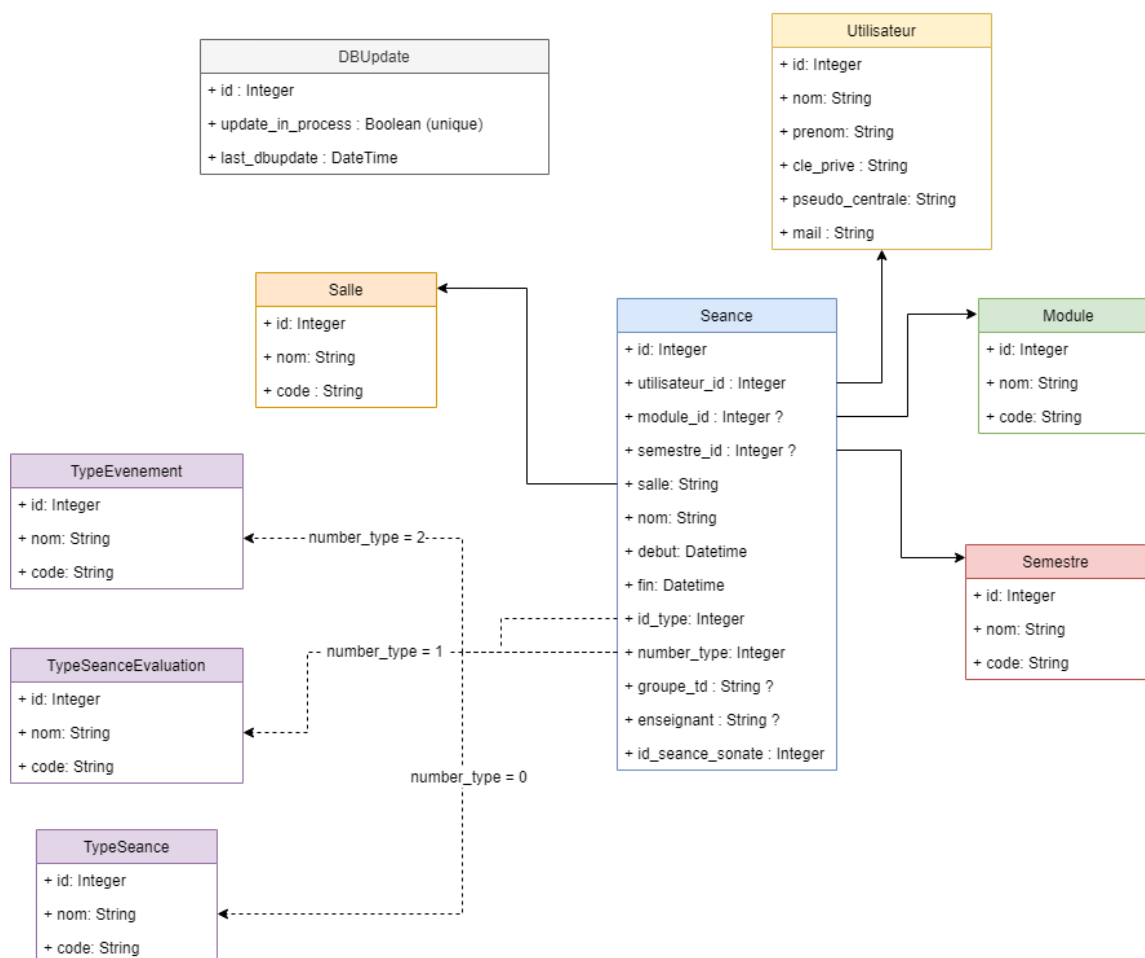 DBUpdate
+ id : Integer
+ update_in_process : Boolean (unique)
+ last_dbupdate : DateTime
Utilisateur
+ id: Integer
+ nom: String
+ prenom: String
+ cle_prive : String
+ pseudo_centrale: String
+ mail : String
Salle
+ id: Integer
+ nom: String
+ code : String
Seance
+ id: Integer
+ utilisateur_id : Integer
+ module_id : Integer ?
+ semestre_id : Integer ?
+ salle: String
+ nom: String
+ debut: Datetime
+ fin: Datetime
+ id_type: Integer
+ number_type: Integer
+ groupe_td : String ?
+ enseignant : String ?
+ id_seance_sonate : Integer
Module
+ id: Integer
+ nom: String
+ code: String
Semestre
+ id: Integer
+ nom: String
+ code: String
TypeEvenement
+ id: Integer
+ nom: String
+ code: String
number_type = 2
TypeSeanceEvaluation
+ id: Integer
+ nom: String
+ code: String
number_type = 1
number_type = 0
TypeSeance
+ id: Integer
+ nom: String
+ code: String